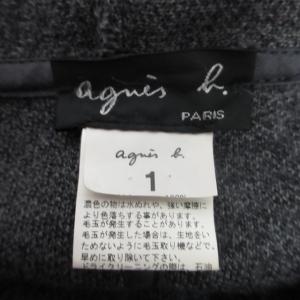 agnès b.
PARIS
agnès b.
1
濃色の物は水ぬれや、強い摩擦に
より色落ちする事があります。
毛玉が発生することがあります。
毛玉が発生した場合は、生地をい
ためないように毛玉取り機などで、
早めに取り除いて下さい。
ドライクリーニングの際は、石油